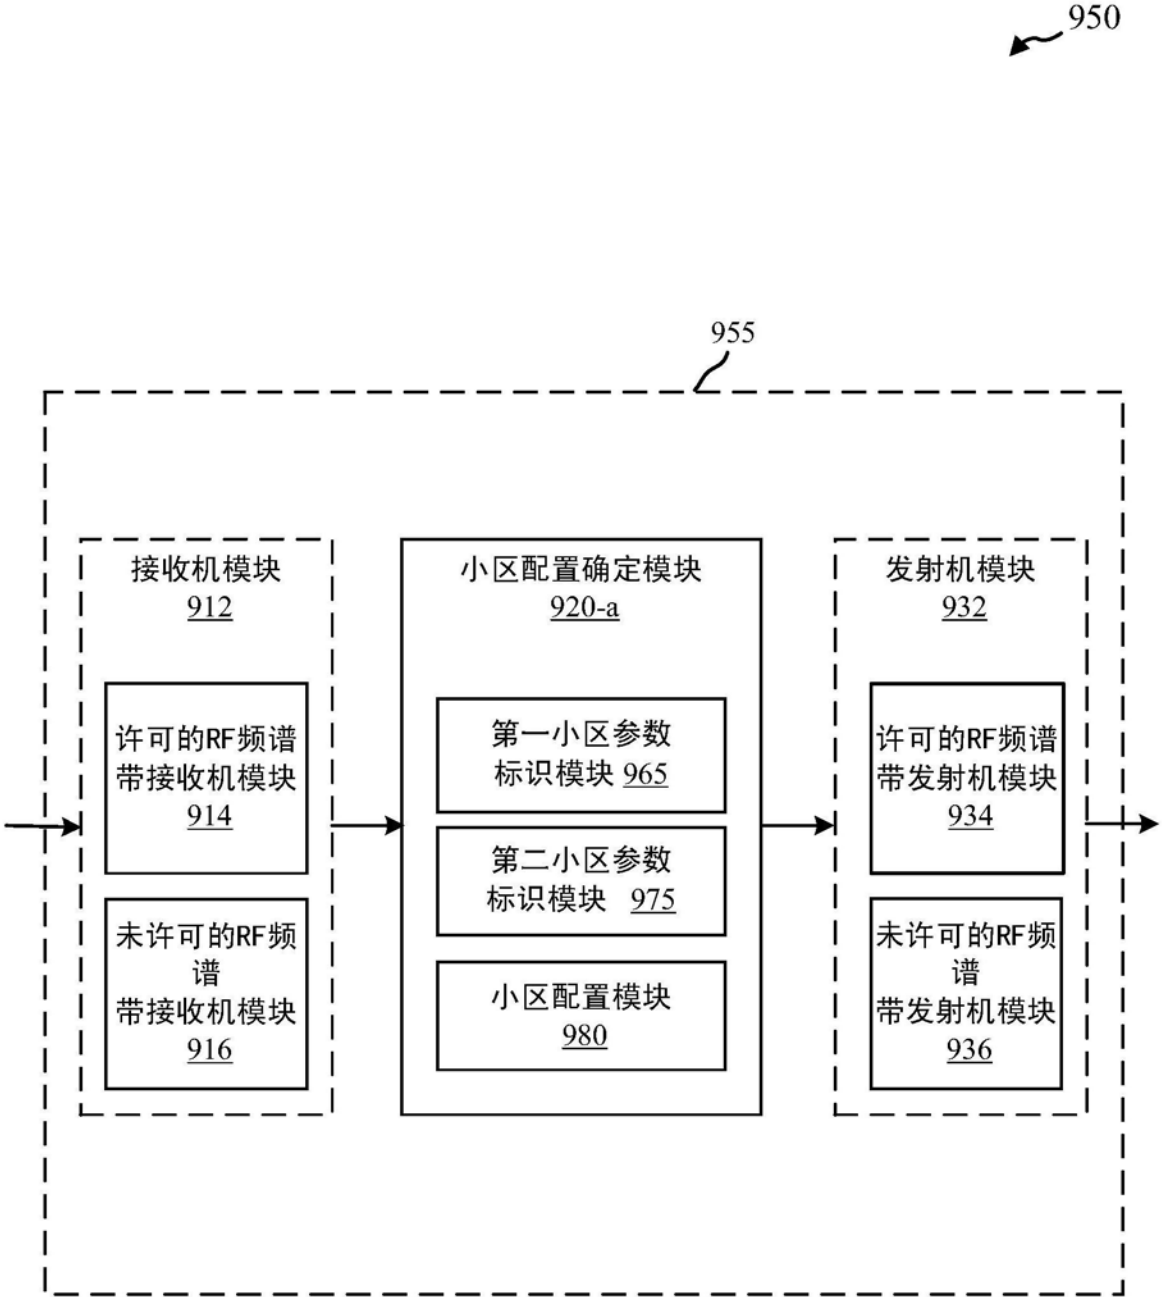 950
955
接收机模块
912
许可的RF频谱
带接收机模块
914
未许可的RF频
谱
带接收机模块
916
小区配置确定模块
920-a
第一小区参数
标识模块 965
第二小区参数
标识模块 975
小区配置模块
980
发射机模块
932
许可的RF频谱
带发射机模块
934
未许可的RF频
谱
带发射机模块
936